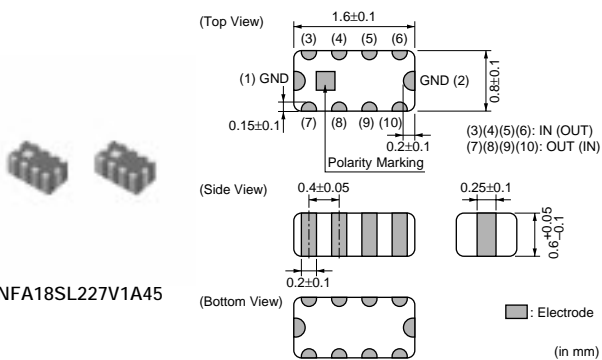 (Top View)
1.6±0.1
(3) (4) (5) (6)
(1) GND
GND (2)
0.8±0.1
0.15±0.1
(7) (8) (9) (10)
0.2±0.1
(3)(4)(5)(6): IN (OUT)
(7)(8)(9)(10): OUT (IN)
Polarity Marking
(Side View)
0.4±0.05
0.25±0.1
0.6+0.05 −0.1
0.2±0.1
NFA18SL227V1A45
(Bottom View)
: Electrode
(in mm)